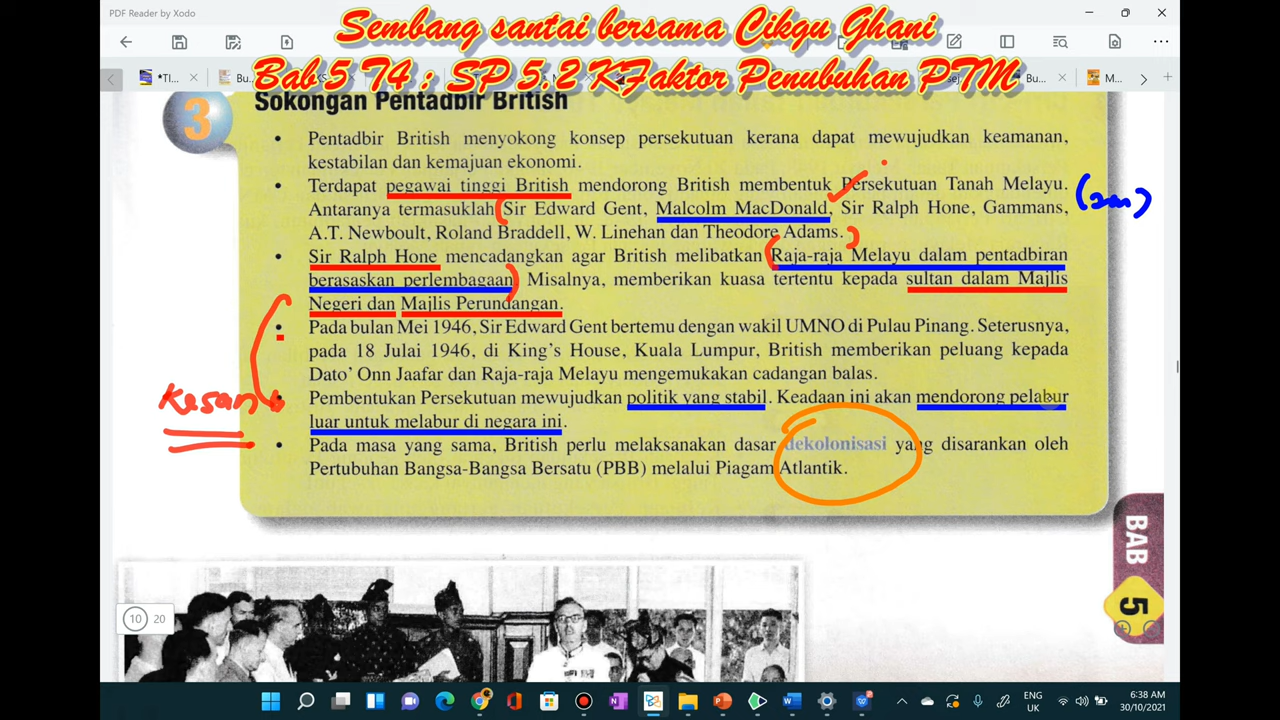 PDF Reader by Xodo
Sembang santai bersama Cikgu Ghani
Bab 5 T4 : SP 5.2 KFaktor Penubuhan PTM
*Tl...
Bu...
Bu...
M...
3
Sokongan Pentadbir British
• Pentadbir British menyokong konsep persekutuan kerana dapat mewujudkan keamanan,
kestabilan dan kemajuan ekonomi.
• Terdapat pegawai tinggi British mendorong British membentuk Persekutuan Tanah Melayu.
Antaranya termasuklah Sir Edward Gent, Malcolm MacDonald, Sir Ralph Hone, Gammans,
A.T. Newboult, Roland Braddell, W. Linehan dan Theodore Adams.
• Sir Ralph Hone mencadangkan agar British melibatkan Raja-raja Melayu dalam pentadbiran
berasaskan perlembagaan. Misalnya, memberikan kuasa tertentu kepada sultan dalam Majlis
Negeri dan Majlis Perundangan.
• Pada bulan Mei 1946, Sir Edward Gent bertemu dengan wakil UMNO di Pulau Pinang. Seterusnya,
pada 18 Julai 1946, di King's House, Kuala Lumpur, British memberikan peluang kepada
Dato' Onn Jaafar dan Raja-raja Melayu mengemukakan cadangan balas.
Kesan
• Pembentukan Persekutuan mewujudkan politik yang stabil. Keadaan ini akan mendorong pelabur
luar untuk melabur di negara ini.
• Pada masa yang sama, British perlu melaksanakan dasar dekolonisasi yang disarankan oleh
Pertubuhan Bangsa-Bangsa Bersatu (PBB) melalui Piagam Atlantik.
BAB
5
10 20
ENG
UK
6:38 AM
30/10/2021